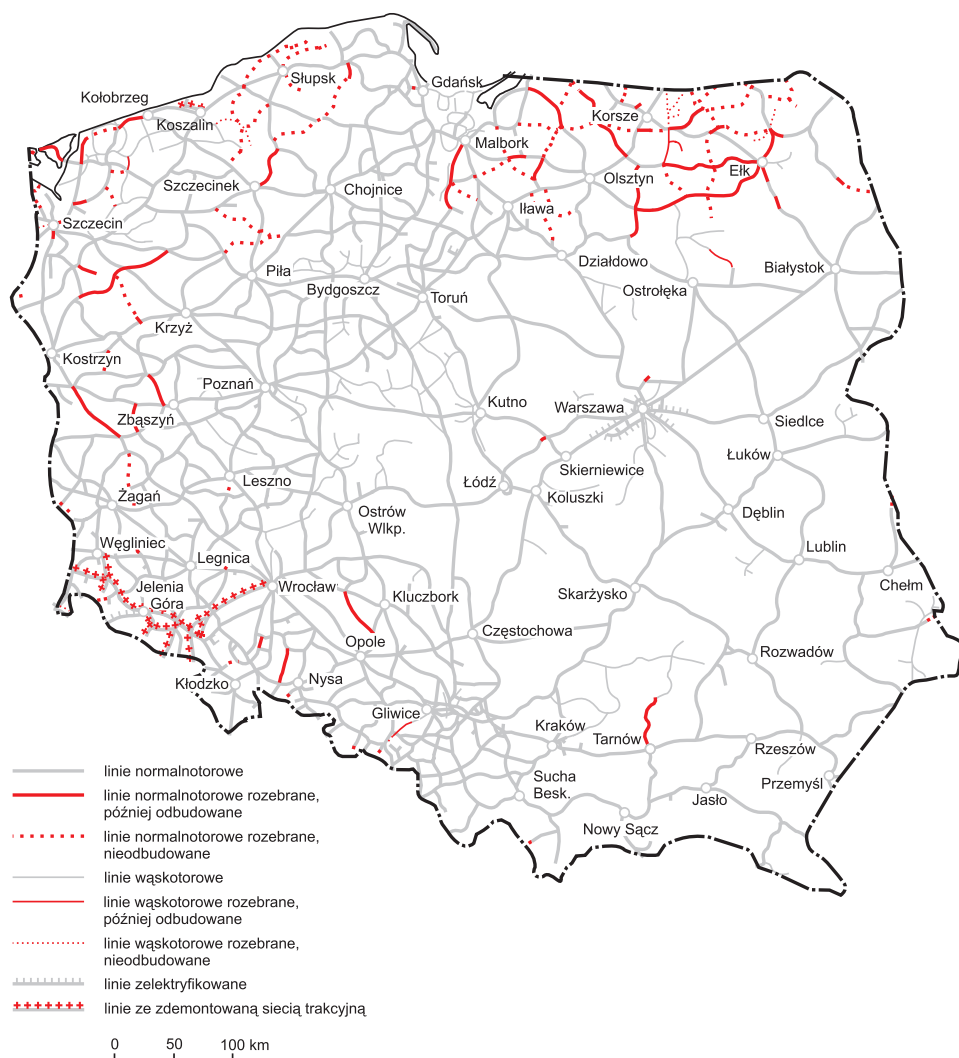 Gdańsk
Słupsk
Kołobrzeg
Koszalin
Korsze
Malbork
Ełk
Olsztyn
Szczecinek
Chojnice
Iława
Szczecin
Działdowo
Białystok
Piła
Bydgoszcz
Ostrołęka
Toruń
Krzyż
Kostrzyn
Poznań
Kutno
Warszawa
Zbąszyń
Siedlce
Łuków
Skierniewice
Leszno
Łódź
Koluszki
Żagań
Ostrów
Wlkp.
Dęblin
Węgliniec
Legnica
Lublin
Jelenia
Góra
Wrocław
Kluczbork
Skarżysko
Chełm
Częstochowa
Opole
Rozwadów
Kłodzko
Nysa
Gliwice
Kraków
Tarnów
Rzeszów
Sucha
Besk.
Przemyśl
Jasło
Nowy Sącz
linie normalnotorowe
linie normalnotorowe rozebrane,
później odbudowane
linie normalnotorowe rozebrane,
nieodbudowane
linie wąskotorowe
linie wąskotorowe rozebrane,
później odbudowane
linie wąskotorowe rozebrane,
nieodbudowane
linie zelektryfikowane
linie ze zdemontowaną siecią trakcyjną
0 50 100 km